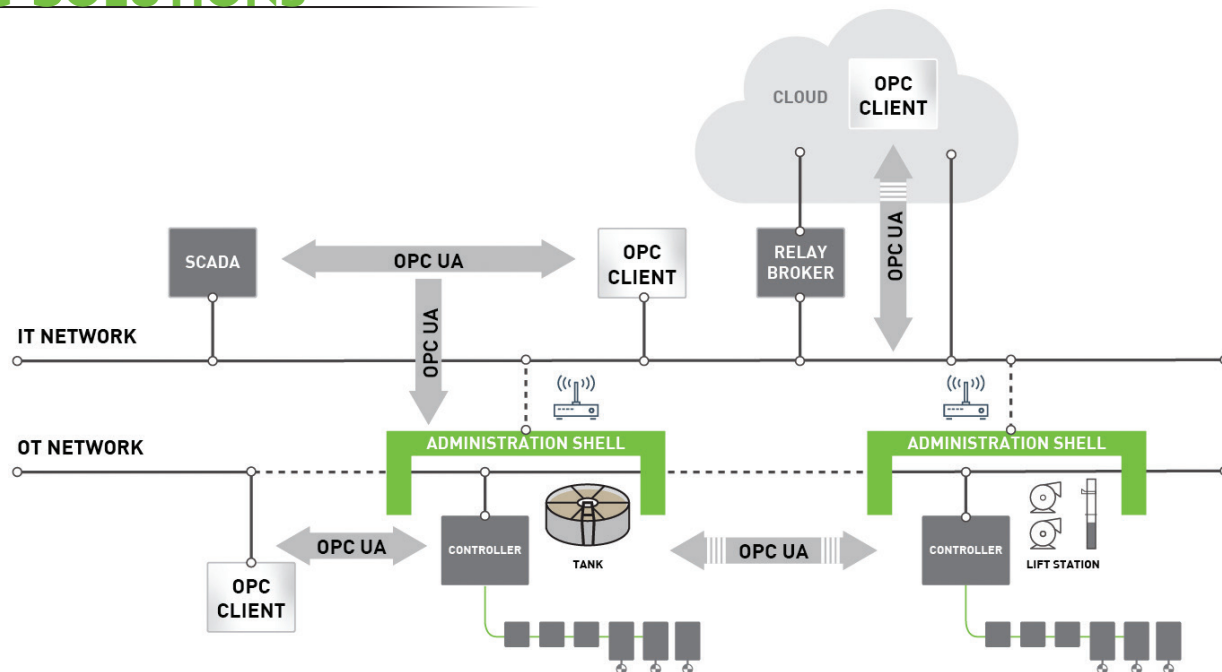 SOLUTIONS
CLOUD
OPC
CLIENT
SCADA
OPC UA
OPC
CLIENT
RELAY
BROKER
OPC UA
IT NETWORK
OPC UA
OT NETWORK
ADMINISTRATION SHELL
ADMINISTRATION SHELL
OPC UA
CONTROLLER
TANK
OPC UA
CONTROLLER
LIFT STATION
OPC
CLIENT